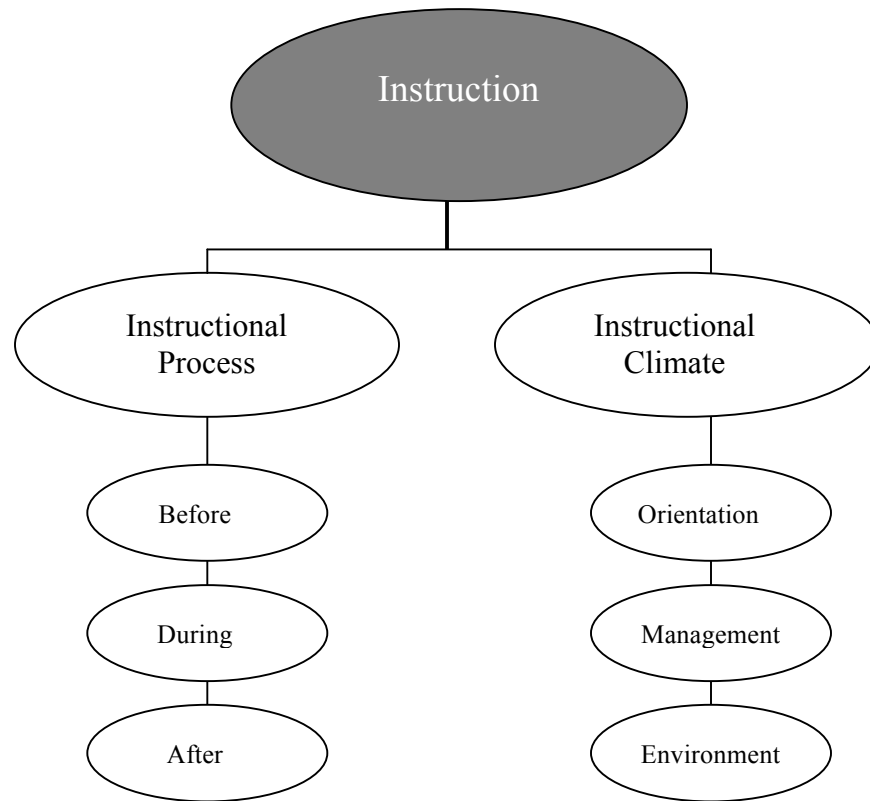 Instruction
Instructional
Process
Instructional
Climate
Before
Orientation
During
Management
After
Environment